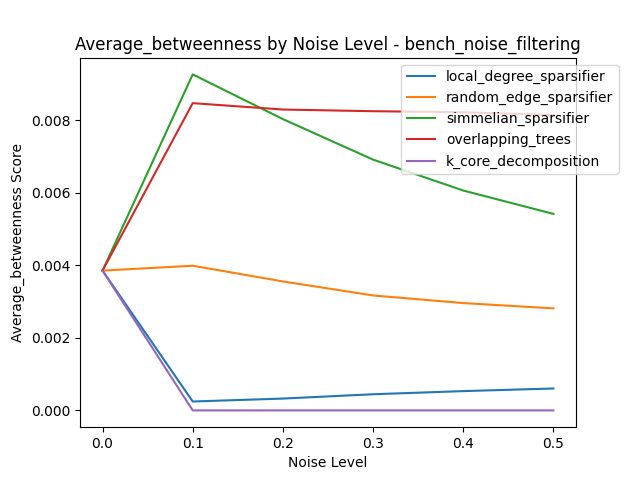 Average_betweenness by Noise Level - bench_noise_filtering
local_degree_sparsifier
random_edge_sparsifier
simmelian_sparsifier
overlapping_trees
k_core_decomposition
Average_betweenness Score
0.008
0.006
0.004
0.002
0.000
0.0 0.1 0.2 0.3 0.4 0.5
Noise Level